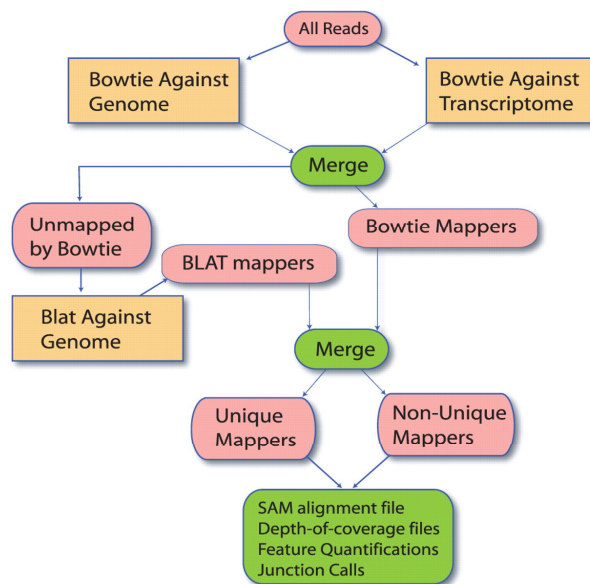 All Reads
Bowtie Against
Genome
Bowtie Against
Transcriptome
Merge
Unmapped
by Bowtie
Bowtie Mappers
BLAT mappers
Blat Against
Genome
Merge
Unique
Mappers
Non-Unique
Mappers
SAM alignment file
Depth-of-coverage files
Feature Quantifications
Junction Calls